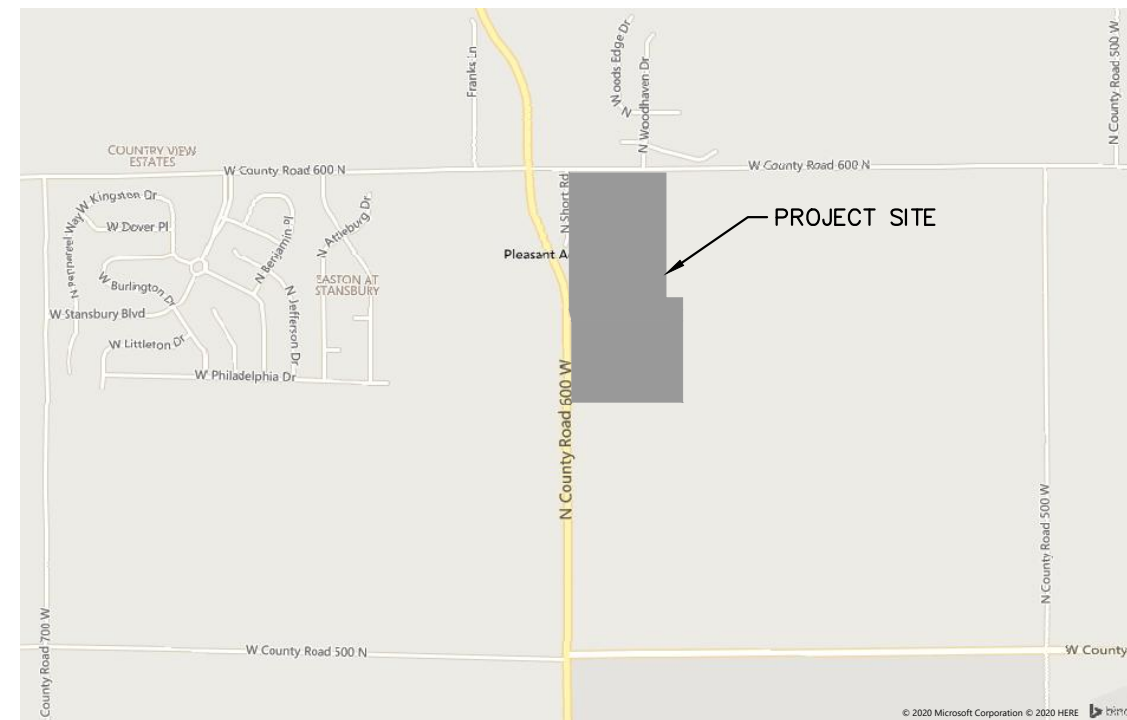 N Woods Edge Dr
N County Road 500 W
Franks Ln
N Woodhaven Dr
COUNTRY VIEW
ESTATES
W County Road 600 N
W County Road 600 N
W Kingston Dr
N Short Rd
PROJECT SITE
W Dover Pl
N Attleburg Dr
N Benjamin
Pleasant A
W Burlington Dr
EASTON AT
STANSBURY
W Stansbury Blvd
N Jefferson Dr
W Littleton Dr
W Philadelphia Dr
N County Road 600 W
N County Road 500 W
County Road 700 W
W County Road 500 N
W County
© 2020 Microsoft Corporation © 2020 HERE